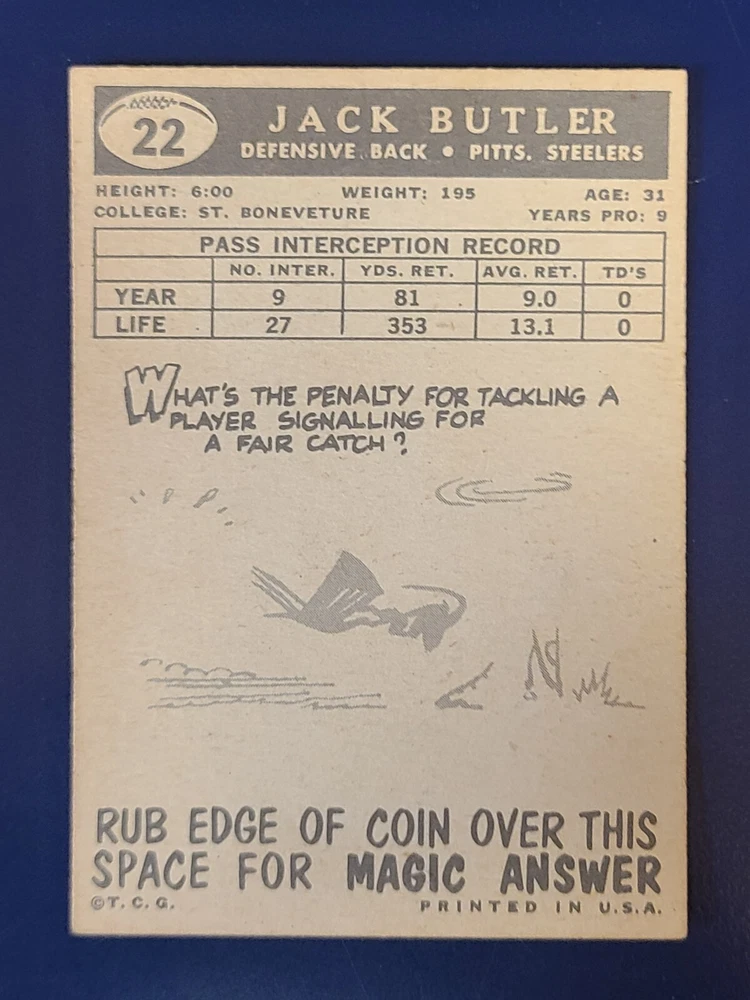 22
JACK BUTLER
DEFENSIVE BACK • PITTS. STEELERS
HEIGHT: 6:00 WEIGHT: 195 AGE: 31
COLLEGE: ST. BONEVETURE YEARS PRO: 9
PASS INTERCEPTION RECORD
NO. INTER. YDS. RET. AVG. RET. TD'S
YEAR 9 81 9.0 0
LIFE 27 353 13.1 0
WHAT'S THE PENALTY FOR TACKLING A
PLAYER SIGNALLING FOR
A FAIR CATCH?
RUB EDGE OF COIN OVER THIS
SPACE FOR MAGIC ANSWER
©T.C.G. PRINTED IN U.S.A.